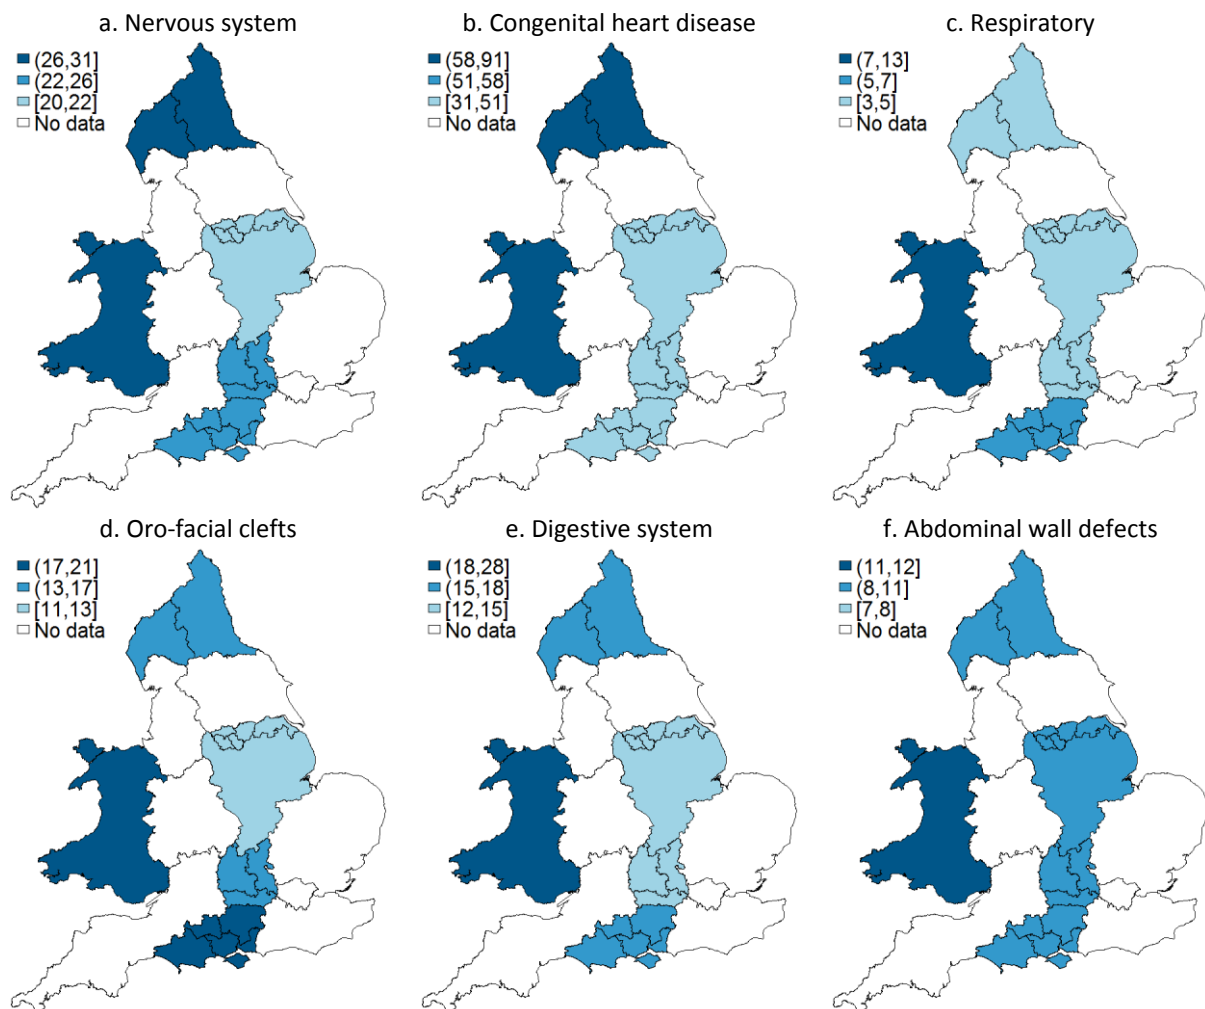 a. Nervous system
(26,31]
(22,26]
[20,22]
No data
b. Congenital heart disease
(58,91]
(51,58]
[31,51]
No data
c. Respiratory
(7,13]
(5,7]
[3,5]
No data
d. Oro-facial clefts
(17,21]
(13,17]
[11,13]
No data
e. Digestive system
(18,28]
(15,18]
[12,15]
No data
f. Abdominal wall defects
(11,12]
(8,11]
[7,8]
No data